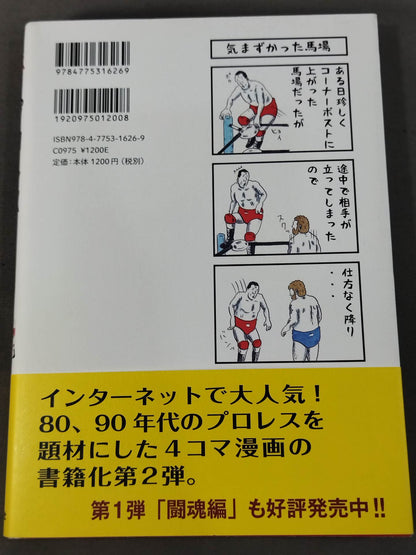 9784775316269
1920975012008
ISBN978-4-7753-1626-9
C0975 ¥1200E
定価:本体1200円(税別)
気まずかった馬場
ある日珍しく
コーナーポストに
上がった
馬場だったが
途中で相手が
立ってしまった
ので
スクッ
仕方なく降り
・・・
インターネットで大人気!
80、90年代のプロレスを
題材にした4コマ漫画の
書籍化第2弾。
第1弾「闘魂編」も好評発売中!!